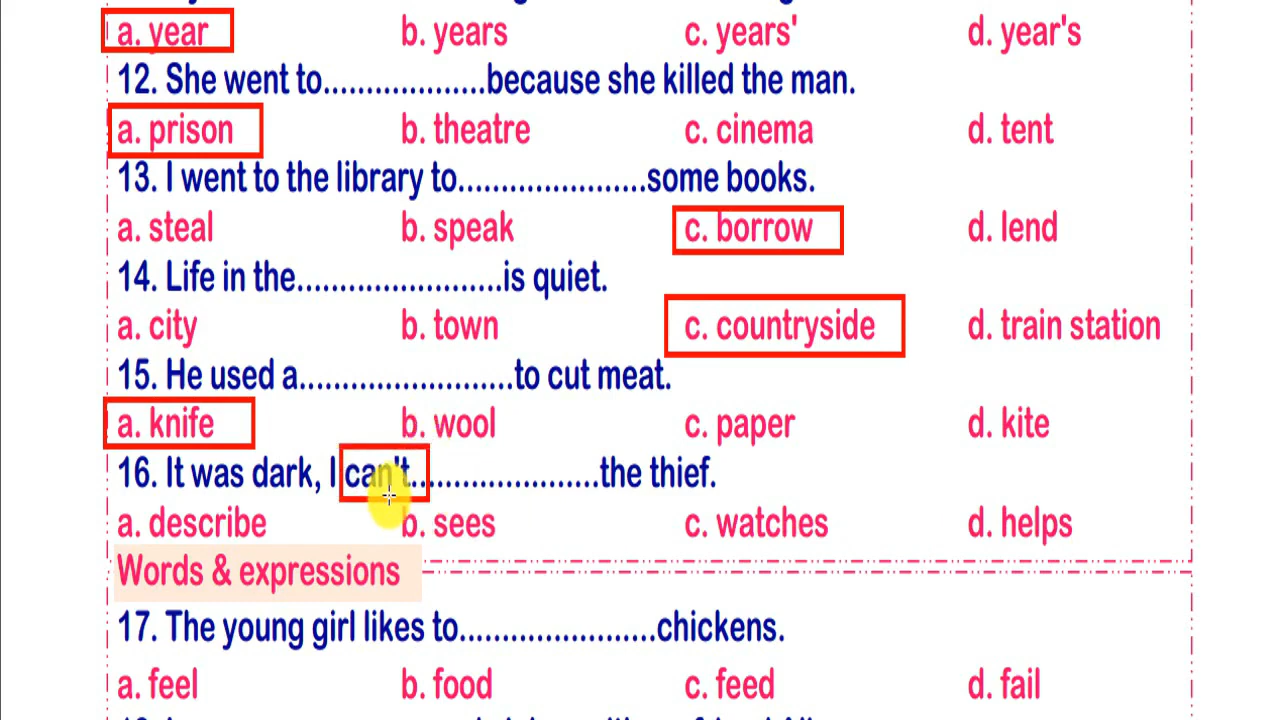 a. year b. years c. years' d. year's
12. She went to...................because she killed the man.
a. prison b. theatre c. cinema d. tent
13. I went to the library to......................some books.
a. steal b. speak c. borrow d. lend
14. Life in the........................is quiet.
a. city b. town c. countryside d. train station
15. He used a.........................to cut meat.
a. knife b. wool c. paper d. kite
16. It was dark, I can't......................the thief.
a. describe b. sees c. watches d. helps
Words & expressions
17. The young girl likes to.......................chickens.
a. feel b. food c. feed d. fail